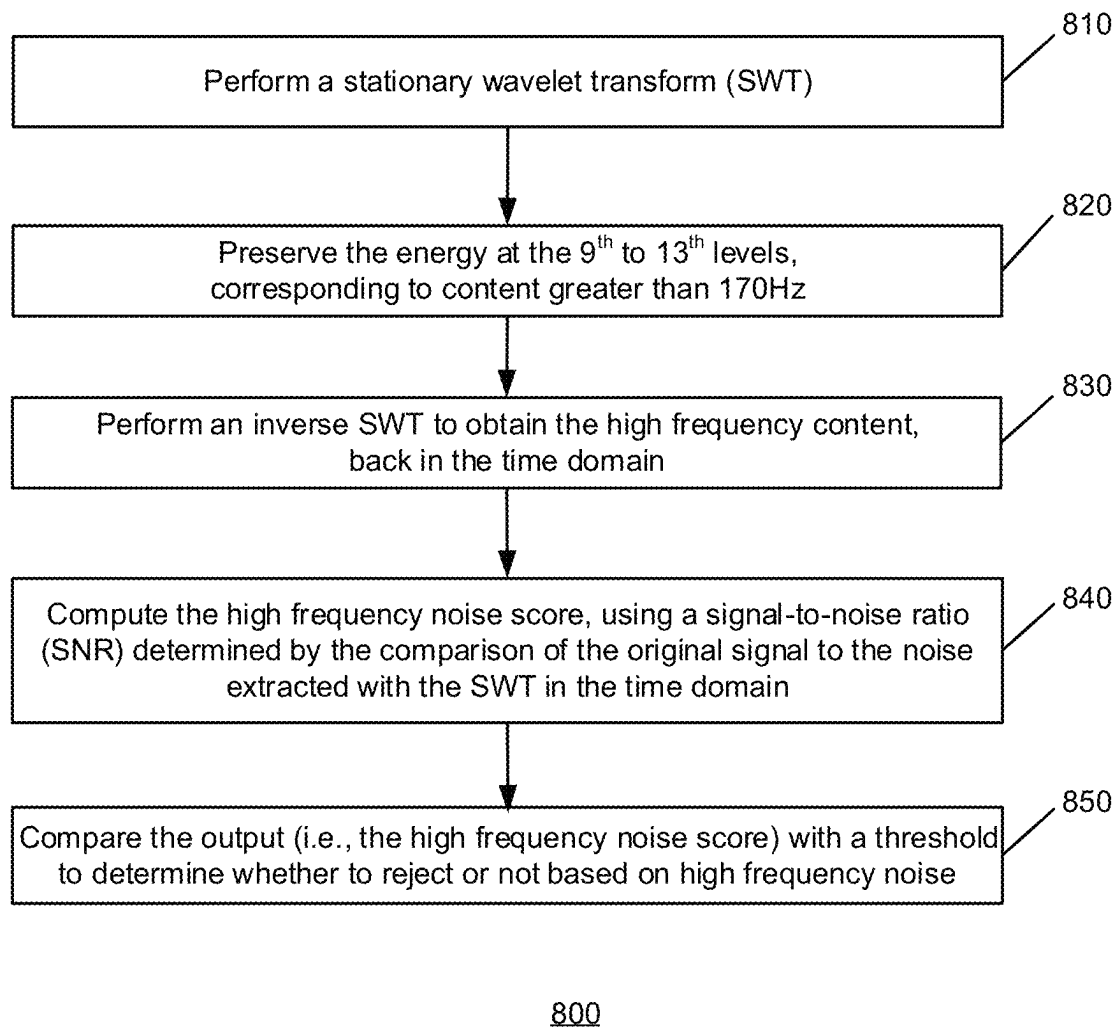 810
Perform a stationary wavelet transform (SWT)
820
Preserve the energy at the 9th to 13th levels,
corresponding to content greater than 170Hz
830
Perform an inverse SWT to obtain the high frequency content,
back in the time domain
840
Compute the high frequency noise score, using a signal-to-noise ratio
(SNR) determined by the comparison of the original signal to the noise
extracted with the SWT in the time domain
850
Compare the output (i.e., the high frequency noise score) with a threshold
to determine whether to reject or not based on high frequency noise
800